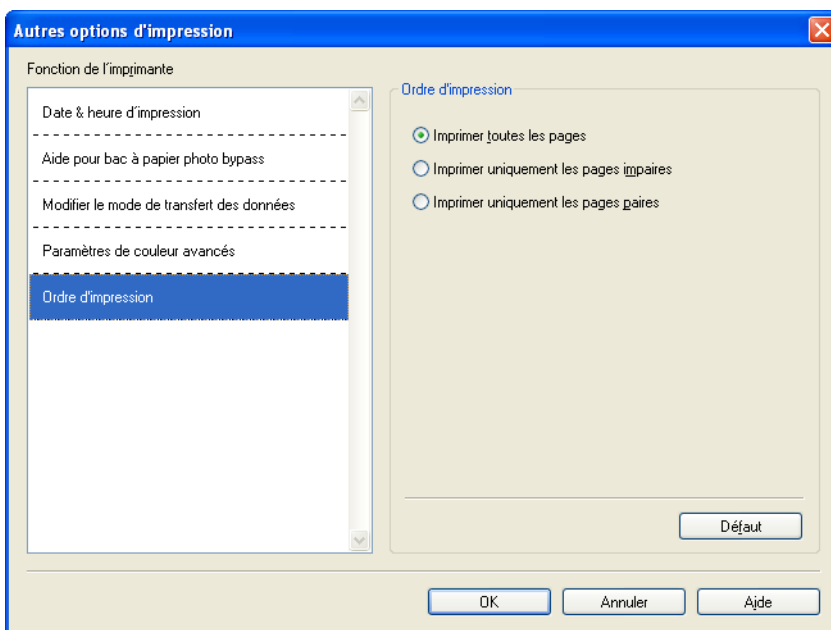 Autres options d'impression
Fonction de l'imprimante
Date & heure d'impression
Aide pour bac à papier photo bypass
Modifier le mode de transfert des données
Paramètres de couleur avancés
Ordre d'impression
Ordre d'impression
Imprimer toutes les pages
Imprimer uniquement les pages impaires
Imprimer uniquement les pages paires
Défaut
OK
Annuler
Aide